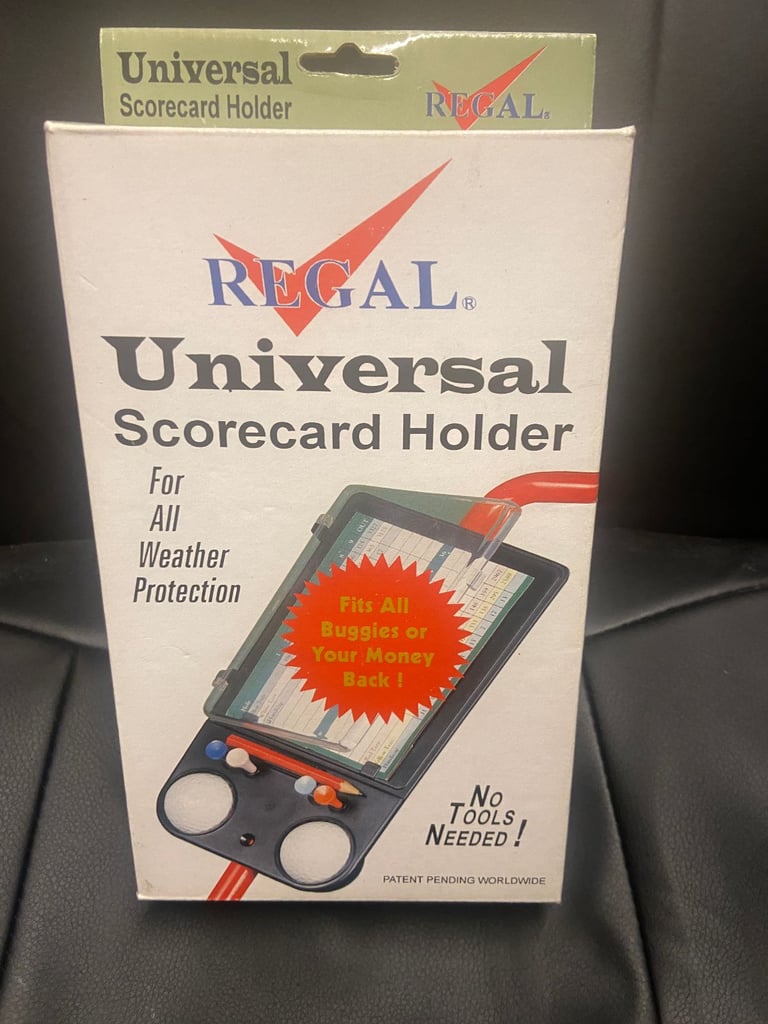 Universal
Scorecard Holder
REGAL®
REGAL®
Universal
Scorecard Holder
For
All
Weather
Protection
Fits All
Buggies or
Your Money
Back !
No
Tools
Needed !
PATENT PENDING WORLDWIDE